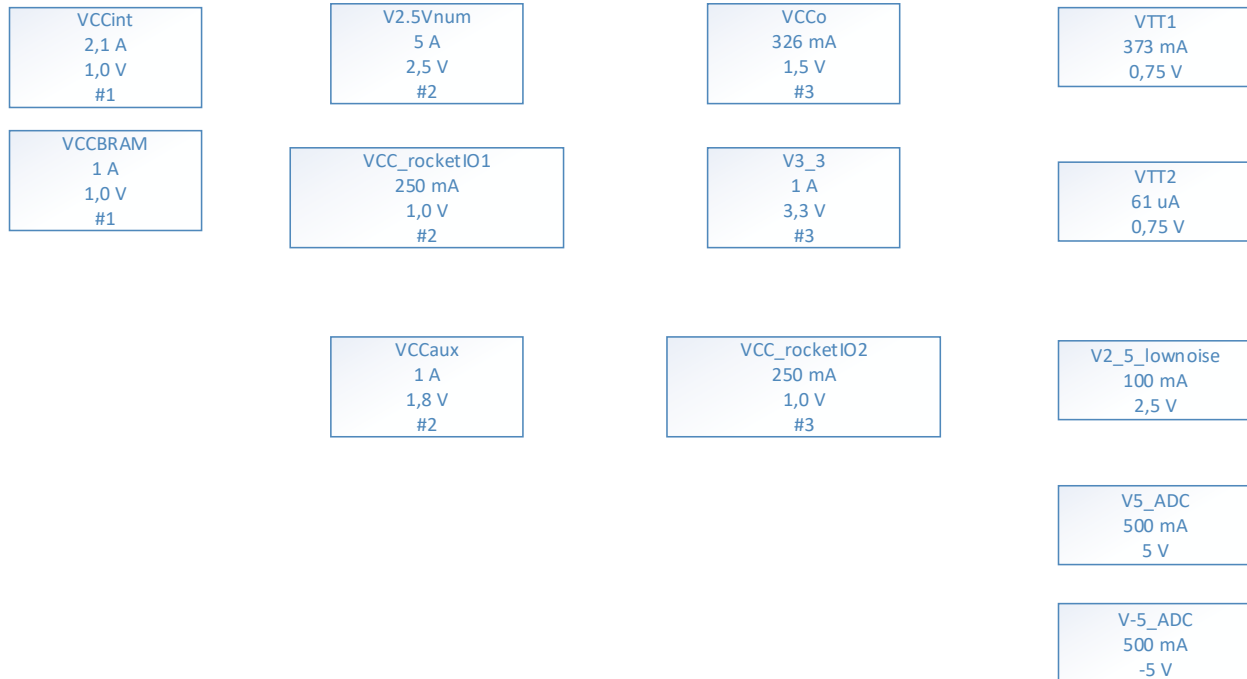 VCCint
2,1 A
1,0 V
#1
VCCBRAM
1 A
1,0 V
#1
V2.5Vnum
5 A
2,5 V
#2
VCC_rocketIO1
250 mA
1,0 V
#2
VCCaux
1 A
1,8 V
#2
VCCo
326 mA
1,5 V
#3
V3_3
1 A
3,3 V
#3
VCC_rocketIO2
250 mA
1,0 V
#3
VTT1
373 mA
0,75 V
VTT2
61 uA
0,75 V
V2_5_lownoise
100 mA
2,5 V
V5_ADC
500 mA
5 V
V-5_ADC
500 mA
-5 V